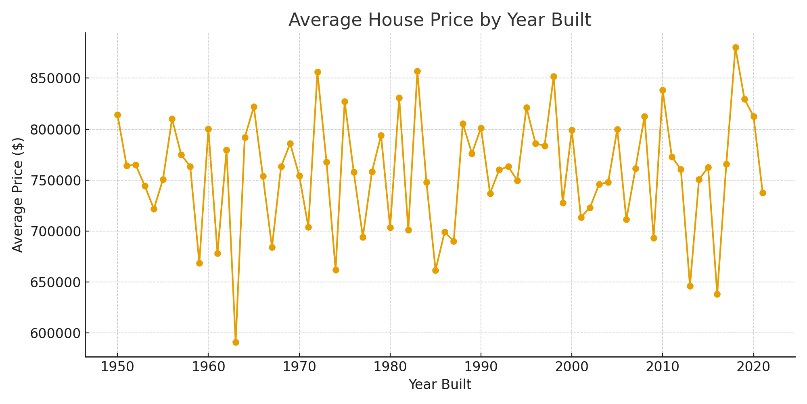 Average House Price by Year Built
Average Price ($)
850000
800000
750000
700000
650000
600000
1950 1960 1970 1980 1990 2000 2010 2020
Year Built